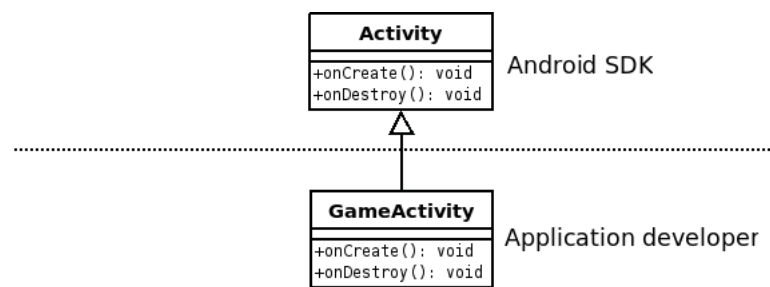 Activity
+onCreate(): void
+onDestroy(): void
Android SDK
GameActivity
+onCreate(): void
+onDestroy(): void
Application developer